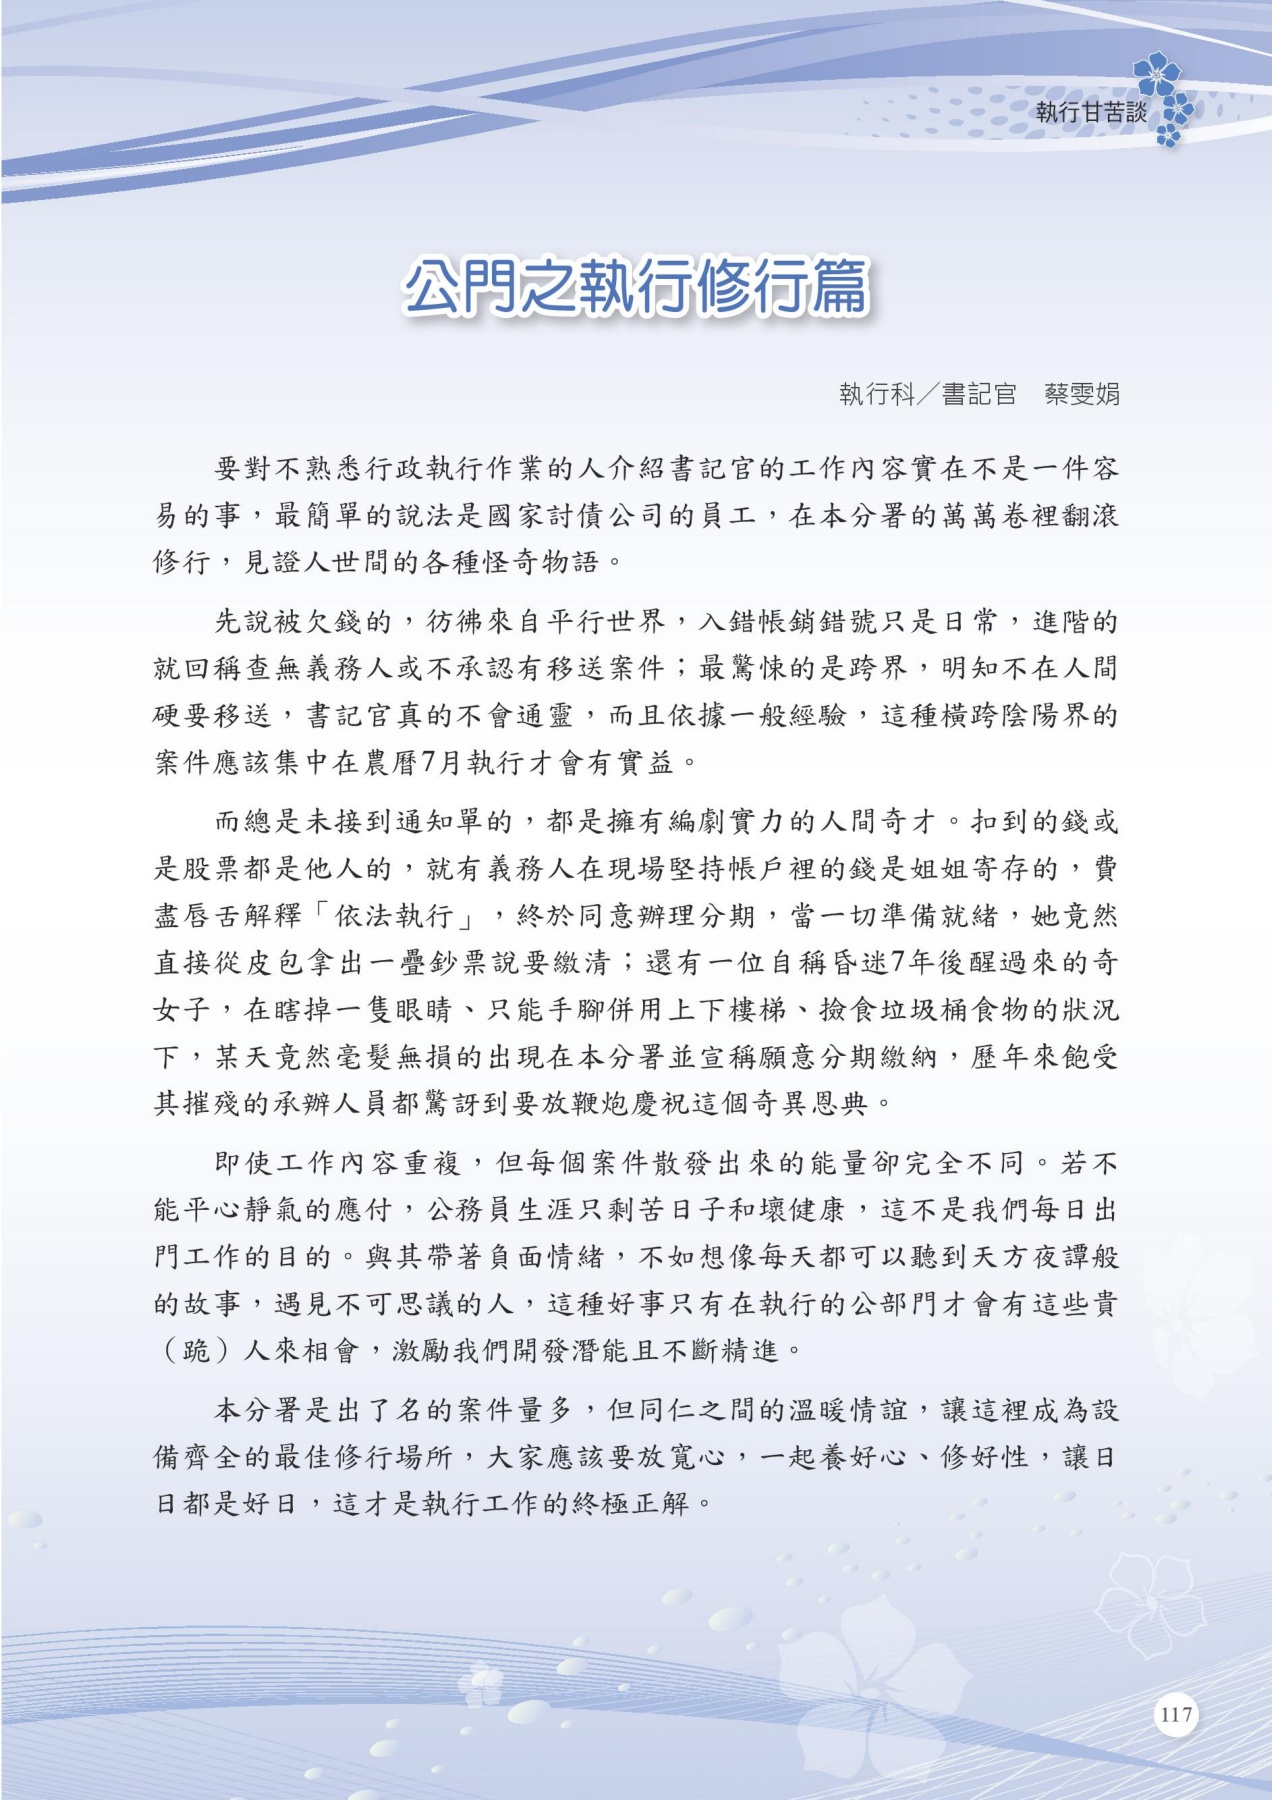 執行甘苦談
公門之執行修行篇
執行科／書記官　蔡雯娟
要對不熟悉行政執行作業的人介紹書記官的工作內容實在不是一件容
易的事，最簡單的說法是國家討債公司的員工，在本分署的萬萬卷裡翻滾
修行，見證人世間的各種怪奇物語。
先說被欠錢的，彷彿來自平行世界，入錯帳銷錯號只是日常，進階的
就回稱查無義務人或不承認有移送案件；最驚悚的是跨界，明知不在人間
硬要移送，書記官真的不會通靈，而且依據一般經驗，這種橫跨陰陽界的
案件應該集中在農曆7月執行才會有實益。
而總是未接到通知單的，都是擁有編劇實力的人間奇才。扣到的錢或
是股票都是他人的，就有義務人在現場堅持帳戶裡的錢是姐姐寄存的，費
盡唇舌解釋「依法執行」，終於同意辦理分期，當一切準備就緒，她竟然
直接從皮包拿出一疊鈔票說要繳清；還有一位自稱昏迷7年後醒過來的奇
女子，在瞎掉一隻眼睛、只能手腳併用上下樓梯、撿食垃圾桶食物的狀況
下，某天竟然毫髮無損的出現在本分署並宣稱願意分期繳納，歷年來飽受
其摧殘的承辦人員都驚訝到要放鞭炮慶祝這個奇異恩典。
即使工作內容重複，但每個案件散發出來的能量卻完全不同。若不
能平心靜氣的應付，公務員生涯只剩苦日子和壞健康，這不是我們每日出
門工作的目的。與其帶著負面情緒，不如想像每天都可以聽到天方夜譚般
的故事，遇見不可思議的人，這種好事只有在執行的公部門才會有這些貴
（跪）人來相會，激勵我們開發潛能且不斷精進。
本分署是出了名的案件量多，但同仁之間的溫暖情誼，讓這裡成為設
備齊全的最佳修行場所，大家應該要放寬心，一起養好心、修好性，讓日
日都是好日，這才是執行工作的終極正解。
117